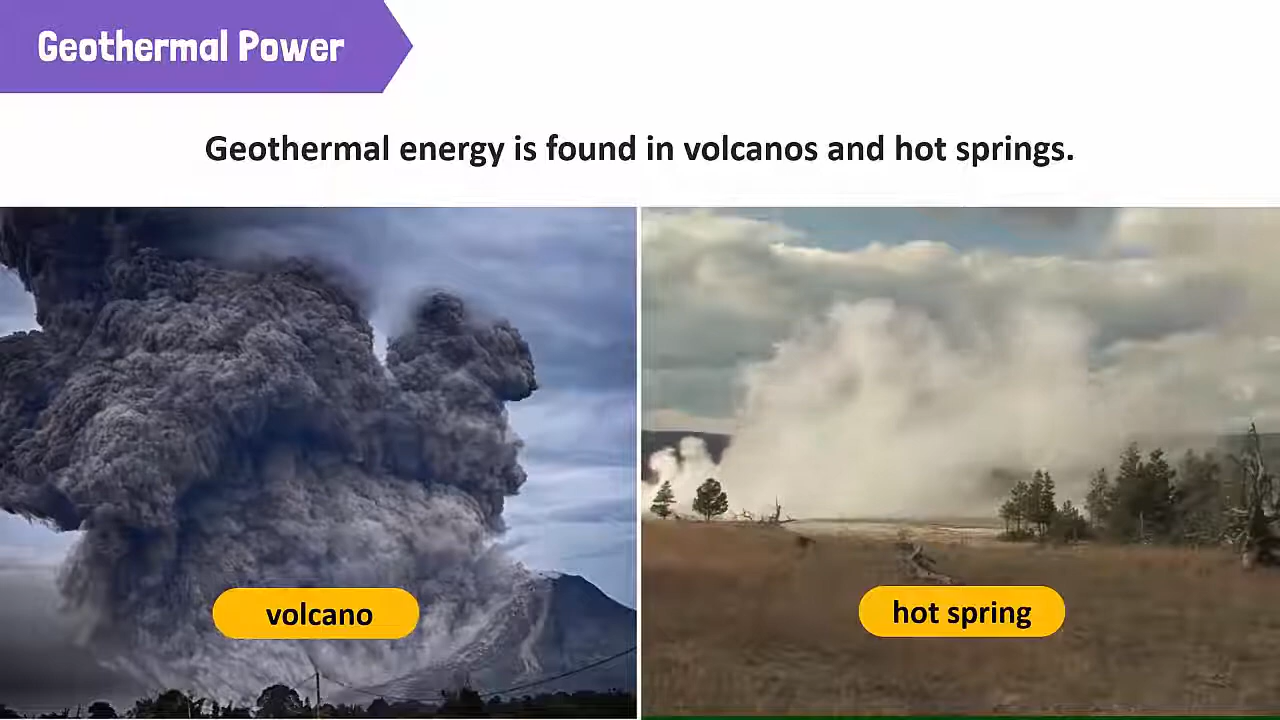 Geothermal Power
Geothermal energy is found in volcanos and hot springs.
volcano
hot spring